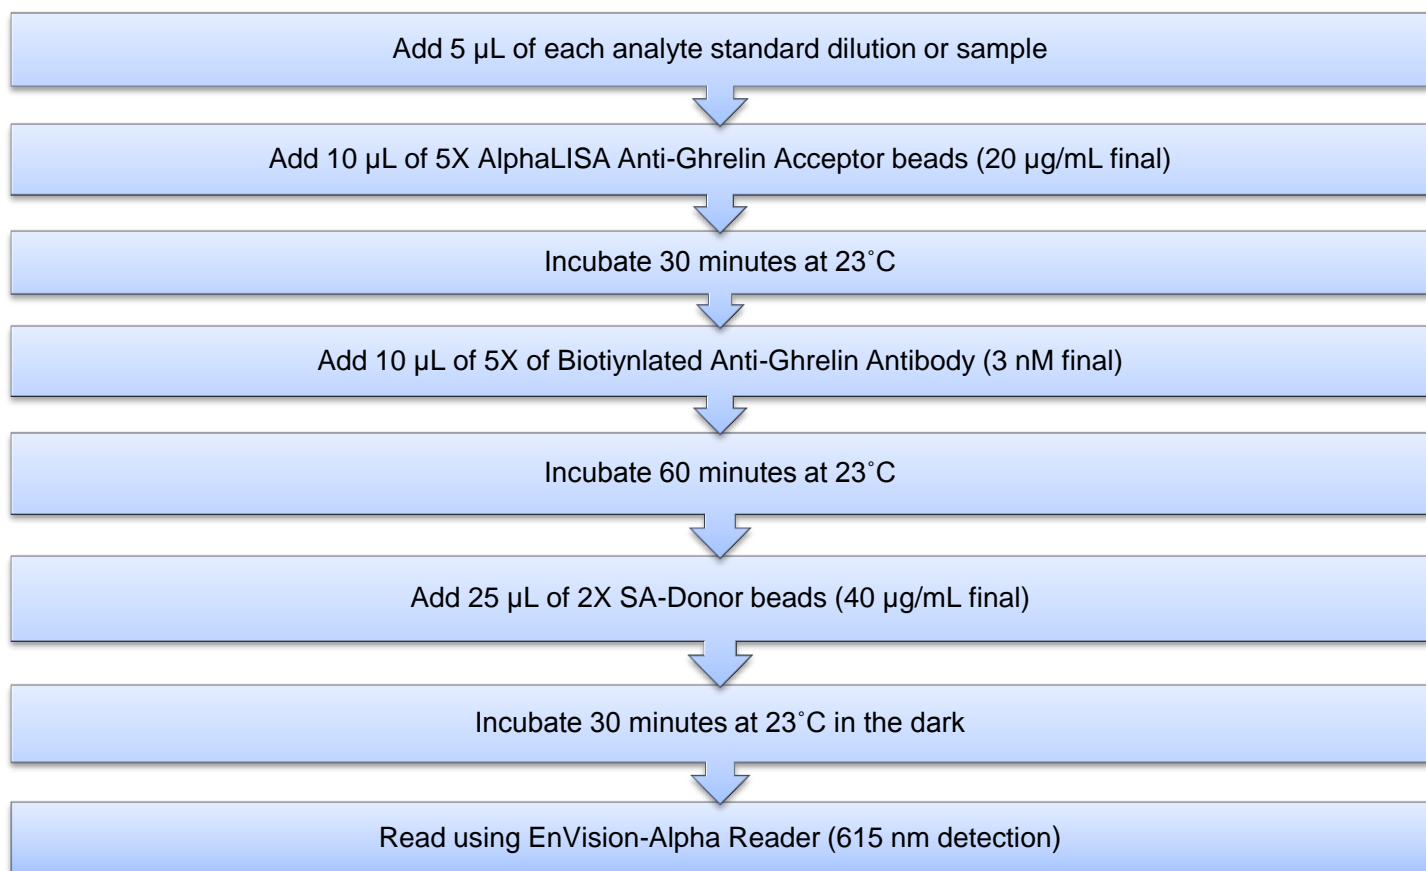 Add 5 µL of each analyte standard dilution or sample
Add 10 µL of 5X AlphaLISA Anti-Ghrelin Acceptor beads (20 µg/mL final)
Incubate 30 minutes at 23˚C
Add 10 µL of 5X of Biotiynlated Anti-Ghrelin Antibody (3 nM final)
Incubate 60 minutes at 23˚C
Add 25 µL of 2X SA-Donor beads (40 µg/mL final)
Incubate 30 minutes at 23˚C in the dark
Read using EnVision-Alpha Reader (615 nm detection)